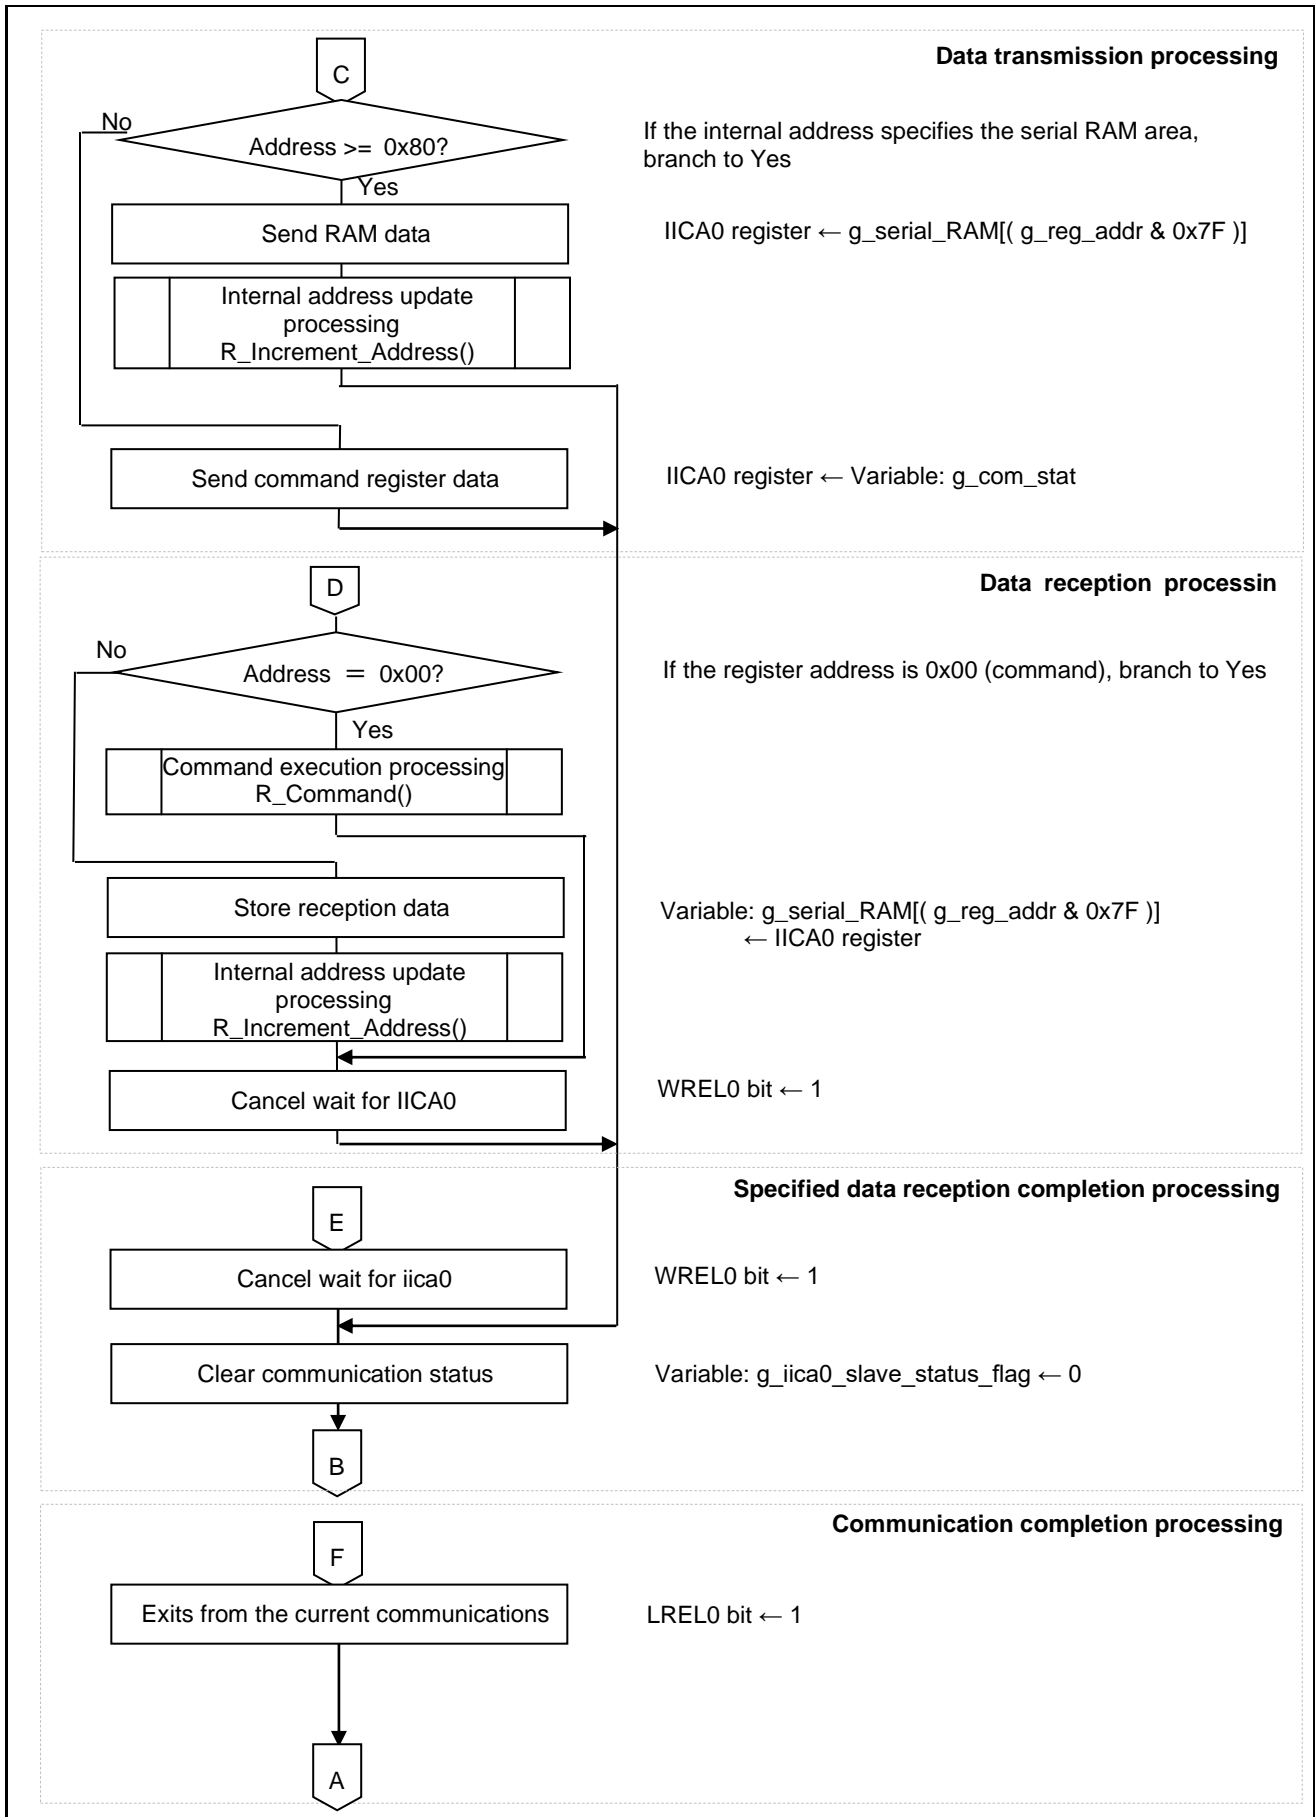 Data transmission processing
C
No
Address >= 0x80?
If the internal address specifies the serial RAM area,
branch to Yes
Yes
Send RAM data
IICA0 register ← g_serial_RAM[( g_reg_addr & 0x7F )]
Internal address update
processing
R_Increment_Address()
Send command register data
IICA0 register ← Variable: g_com_stat
Data reception processin
D
No
Address ＝ 0x00?
If the register address is 0x00 (command), branch to Yes
Yes
Command execution processing
R_Command()
Store reception data
Variable: g_serial_RAM[( g_reg_addr & 0x7F )]
← IICA0 register
Internal address update
processing
R_Increment_Address()
Cancel wait for IICA0
WREL0 bit ← 1
Specified data reception completion processing
E
Cancel wait for iica0
WREL0 bit ← 1
Clear communication status
Variable: g_iica0_slave_status_flag ← 0
B
Communication completion processing
F
Exits from the current communications
LREL0 bit ← 1
A